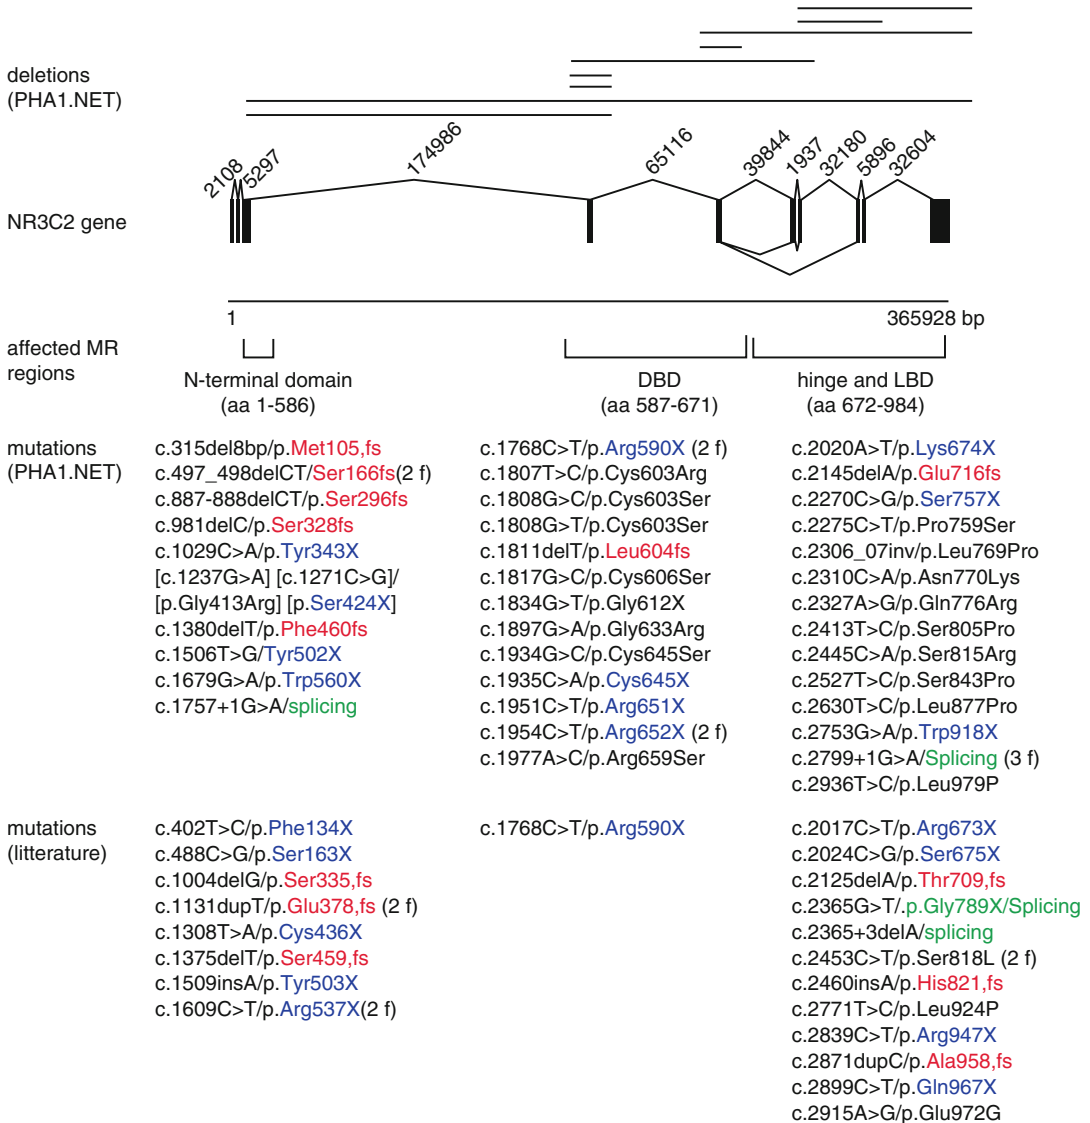 deletions
(PHA1.NET)
2108
5297
174986
65116
39844
1937
32180
5896
32604
NR3C2 gene
1
365928 bp
affected MR
regions
N-terminal domain
(aa 1-586)
DBD
(aa 587-671)
hinge and LBD
(aa 672-984)
mutations
(PHA1.NET)
c.315del8bp/p.Met105,fs
c.497_498delCT/Ser166fs(2 f)
c.887-888delCT/p.Ser296fs
c.981delC/p.Ser328fs
c.1029C>A/p.Tyr343X
[c.1237G>A] [c.1271C>G]/
[p.Gly413Arg] [p.Ser424X]
c.1380delT/p.Phe460fs
c.1506T>G/Tyr502X
c.1679G>A/p.Trp560X
c.1757+1G>A/splicing
c.1768C>T/p.Arg590X (2 f)
c.1807T>C/p.Cys603Arg
c.1808G>C/p.Cys603Ser
c.1808G>T/p.Cys603Ser
c.1811delT/p.Leu604fs
c.1817G>C/p.Cys606Ser
c.1834G>T/p.Gly612X
c.1897G>A/p.Gly633Arg
c.1934G>C/p.Cys645Ser
c.1935C>A/p.Cys645X
c.1951C>T/p.Arg651X
c.1954C>T/p.Arg652X (2 f)
c.1977A>C/p.Arg659Ser
c.2020A>T/p.Lys674X
c.2145delA/p.Glu716fs
c.2270C>G/p.Ser757X
c.2275C>T/p.Pro759Ser
c.2306_07inv/p.Leu769Pro
c.2310C>A/p.Asn770Lys
c.2327A>G/p.Gln776Arg
c.2413T>C/p.Ser805Pro
c.2445C>A/p.Ser815Arg
c.2527T>C/p.Ser843Pro
c.2630T>C/p.Leu877Pro
c.2753G>A/p.Trp918X
c.2799+1G>A/Splicing (3 f)
c.2936T>C/p.Leu979P
mutations
(litterature)
c.402T>C/p.Phe134X
c.488C>G/p.Ser163X
c.1004delG/p.Ser335,fs
c.1131dupT/p.Glu378,fs (2 f)
c.1308T>A/p.Cys436X
c.1375delT/p.Ser459,fs
c.1509insA/p.Tyr503X
c.1609C>T/p.Arg537X(2 f)
c.1768C>T/p.Arg590X
c.2017C>T/p.Arg673X
c.2024C>G/p.Ser675X
c.2125delA/p.Thr709,fs
c.2365G>T/.p.Gly789X/Splicing
c.2365+3delA/splicing
c.2453C>T/p.Ser818L (2 f)
c.2460insA/p.His821,fs
c.2771T>C/p.Leu924P
c.2839C>T/p.Arg947X
c.2871dupC/p.Ala958,fs
c.2899C>T/p.Gln967X
c.2915A>G/p.Glu972G